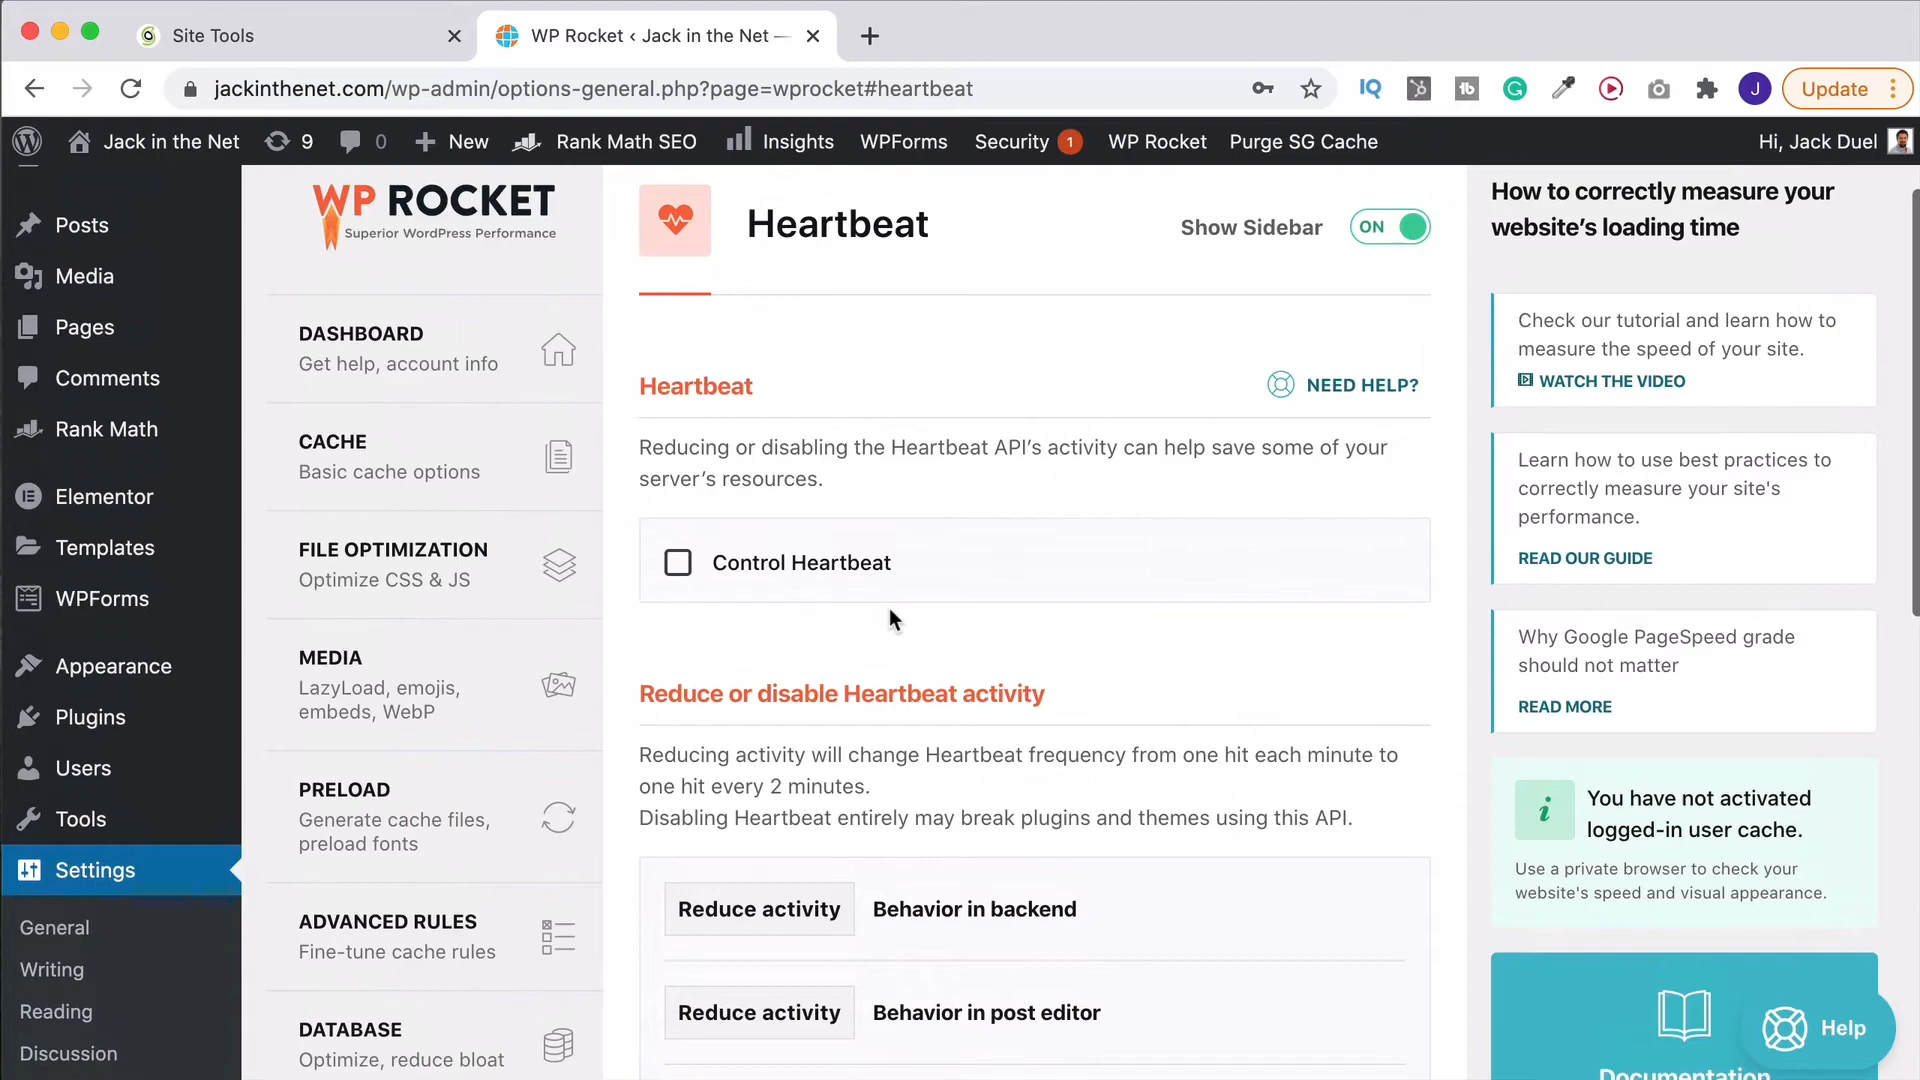 Site Tools
WP Rocket ‹ Jack in the Net —
jackinthenet.com/wp-admin/options-general.php?page=wprocket#heartbeat
IQ
tb
J
Update
Jack in the Net
9
0
New
Rank Math SEO
Insights
WPForms
Security
1
WP Rocket
Purge SG Cache
Hi, Jack Duel
Posts
Media
Pages
Comments
Rank Math
Elementor
Templates
WPForms
Appearance
Plugins
Users
Tools
Settings
General
Writing
Reading
Discussion
WP ROCKET
Superior WordPress Performance
DASHBOARD
Get help, account info
CACHE
Basic cache options
FILE OPTIMIZATION
Optimize CSS & JS
MEDIA
LazyLoad, emojis,
embeds, WebP
PRELOAD
Generate cache files,
preload fonts
ADVANCED RULES
Fine-tune cache rules
DATABASE
Optimize, reduce bloat
Heartbeat
Show Sidebar
ON
Heartbeat
NEED HELP?
Reducing or disabling the Heartbeat API’s activity can help save some of your
server’s resources.
Control Heartbeat
Reduce or disable Heartbeat activity
Reducing activity will change Heartbeat frequency from one hit each minute to
one hit every 2 minutes.
Disabling Heartbeat entirely may break plugins and themes using this API.
Reduce activity
Behavior in backend
Reduce activity
Behavior in post editor
How to correctly measure your
website’s loading time
Check our tutorial and learn how to
measure the speed of your site.
WATCH THE VIDEO
Learn how to use best practices to
correctly measure your site's
performance.
READ OUR GUIDE
Why Google PageSpeed grade
should not matter
READ MORE
i
You have not activated
logged-in user cache.
Use a private browser to check your
website's speed and visual appearance.
Documentation
Help